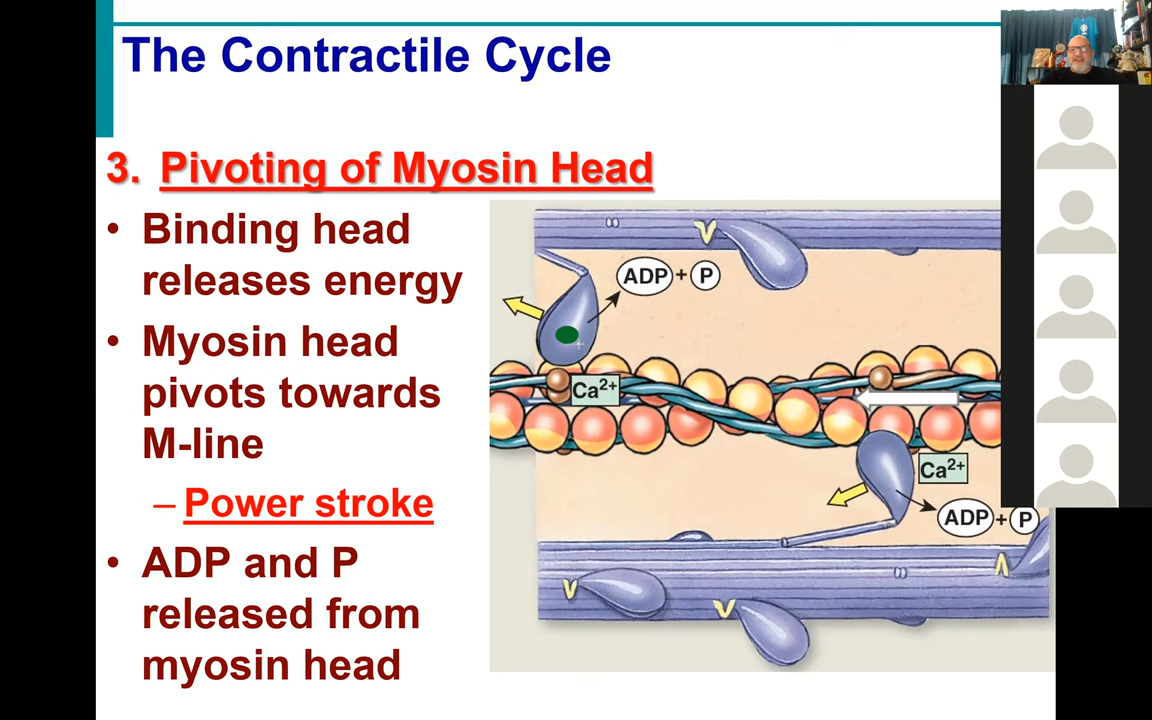 The Contractile Cycle
3. Pivoting of Myosin Head
• Binding head
releases energy
• Myosin head
pivots towards
M-line
– Power stroke
• ADP and P
released from
myosin head
ADP + P
Ca2+
Ca2+
ADP + P